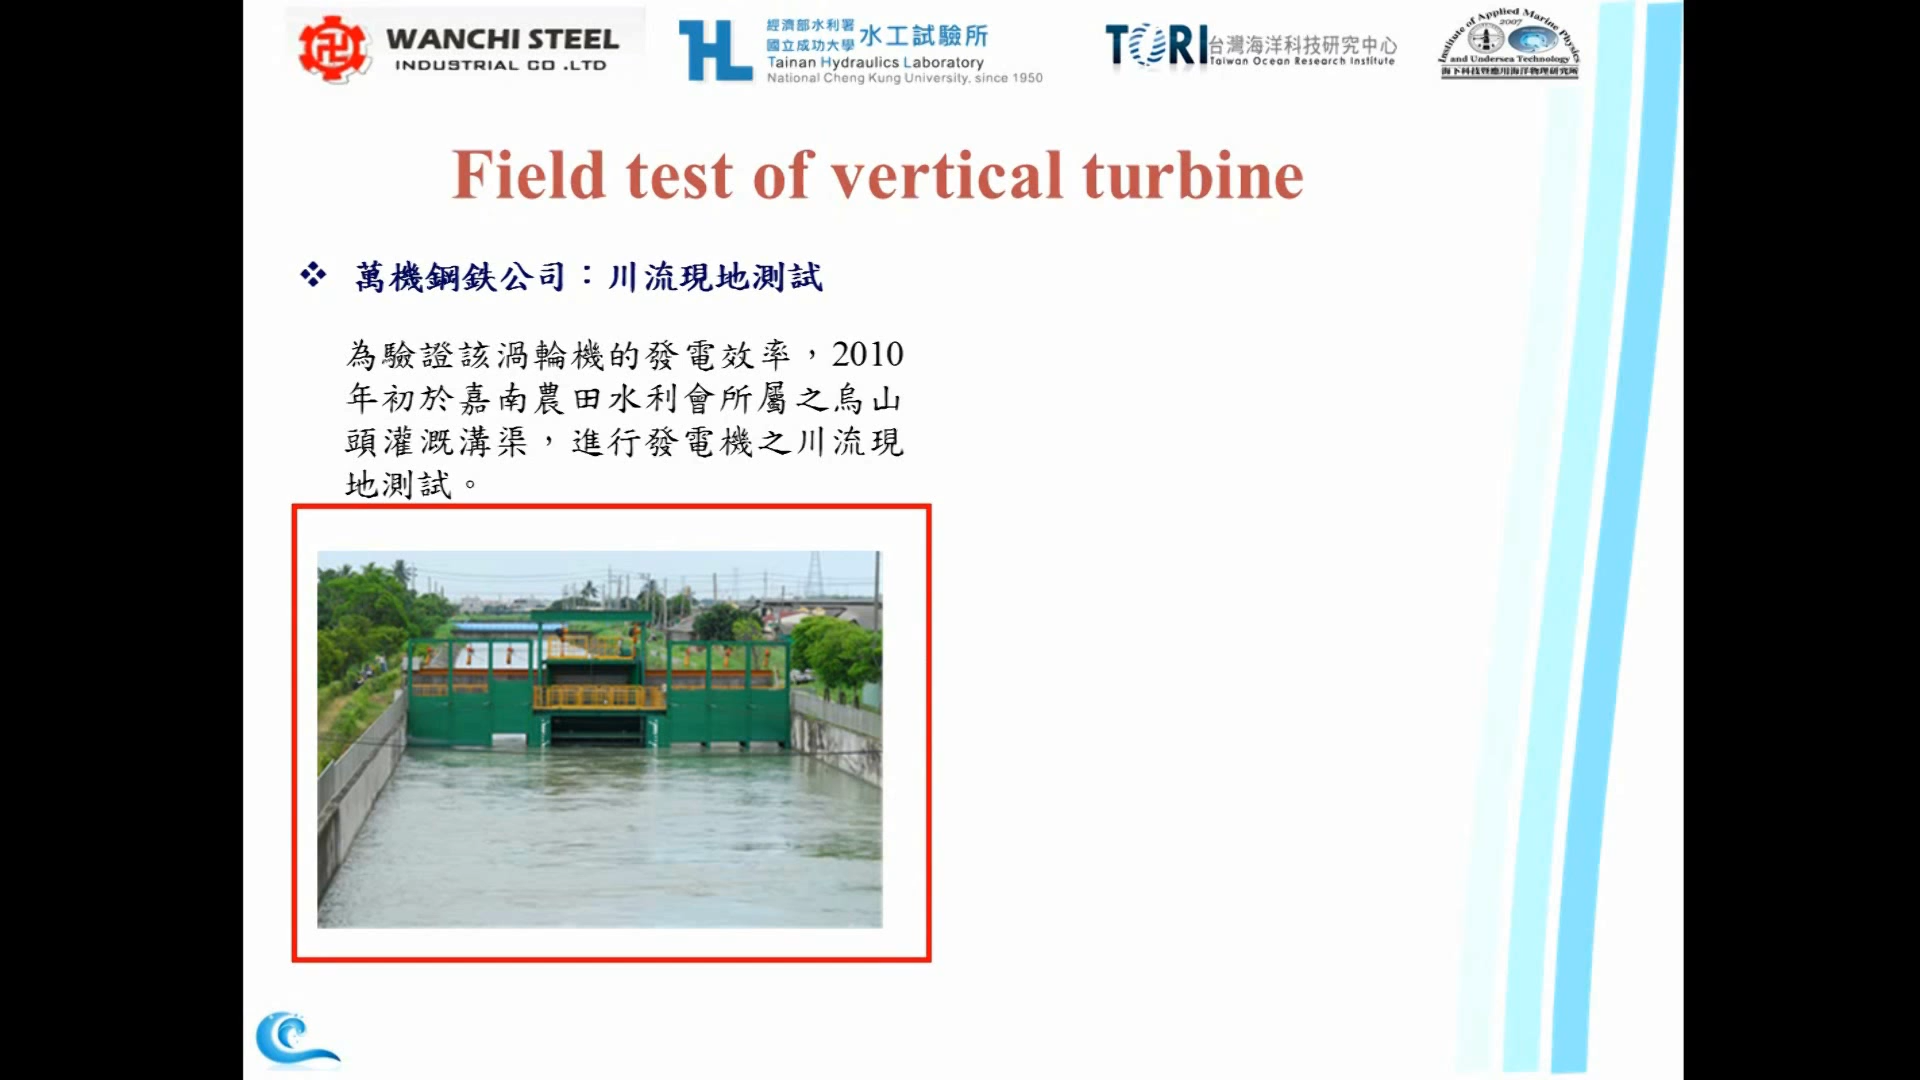 WANCHI STEEL
INDUSTRIAL CO .LTD
經濟部水利署
國立成功大學 水工試驗所
Tainan Hydraulics Laboratory
National Cheng Kung University, since 1950
TORI 台灣海洋科技研究中心
Taiwan Ocean Research Institute
Institute of Applied Marine Physics
2007
and Undersea Technology
海下科技暨應用海洋物理研究所
Field test of vertical turbine
❖ 萬機鋼鉄公司：川流現地測試
為驗證該渦輪機的發電效率，2010
年初於嘉南農田水利會所屬之烏山
頭灌溉溝渠，進行發電機之川流現
地測試。